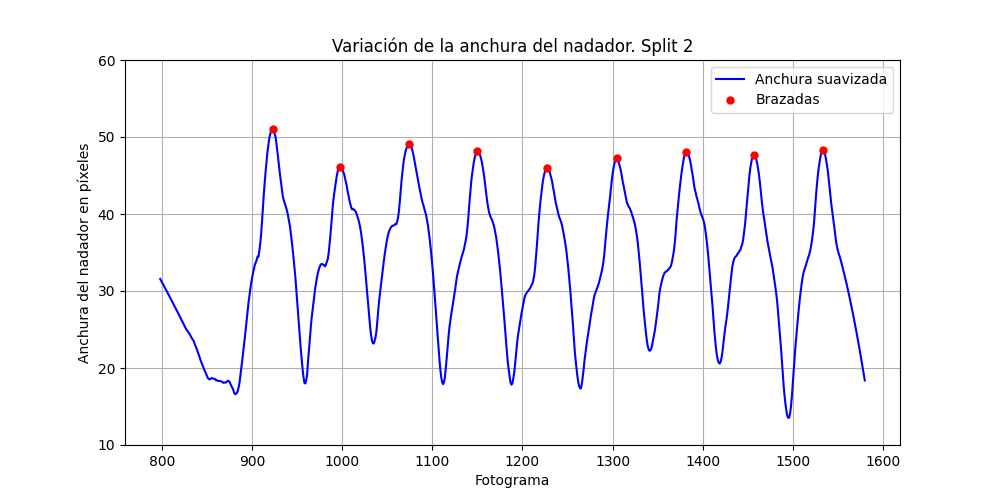 Variación de la anchura del nadador. Split 2
Anchura suavizada
Brazadas
Anchura del nadador en pixeles
60
50
40
30
20
10
800 900 1000 1100 1200 1300 1400 1500 1600
Fotograma